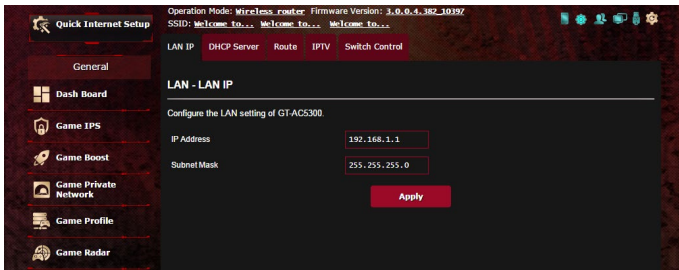 Operation Mode: Wireless router Firmware Version: 3.0.0.4.382_10397
SSID: Welcome to... Welcome to... Welcome to...
Quick Internet Setup
General
Dash Board
Game IPS
Game Boost
Game Private
Network
Game Profile
Game Radar
LAN IP DHCP Server Route IPTV Switch Control
LAN - LAN IP
Configure the LAN setting of GT-AC5300.
IP Address 192.168.1.1
Subnet Mask 255.255.255.0
Apply